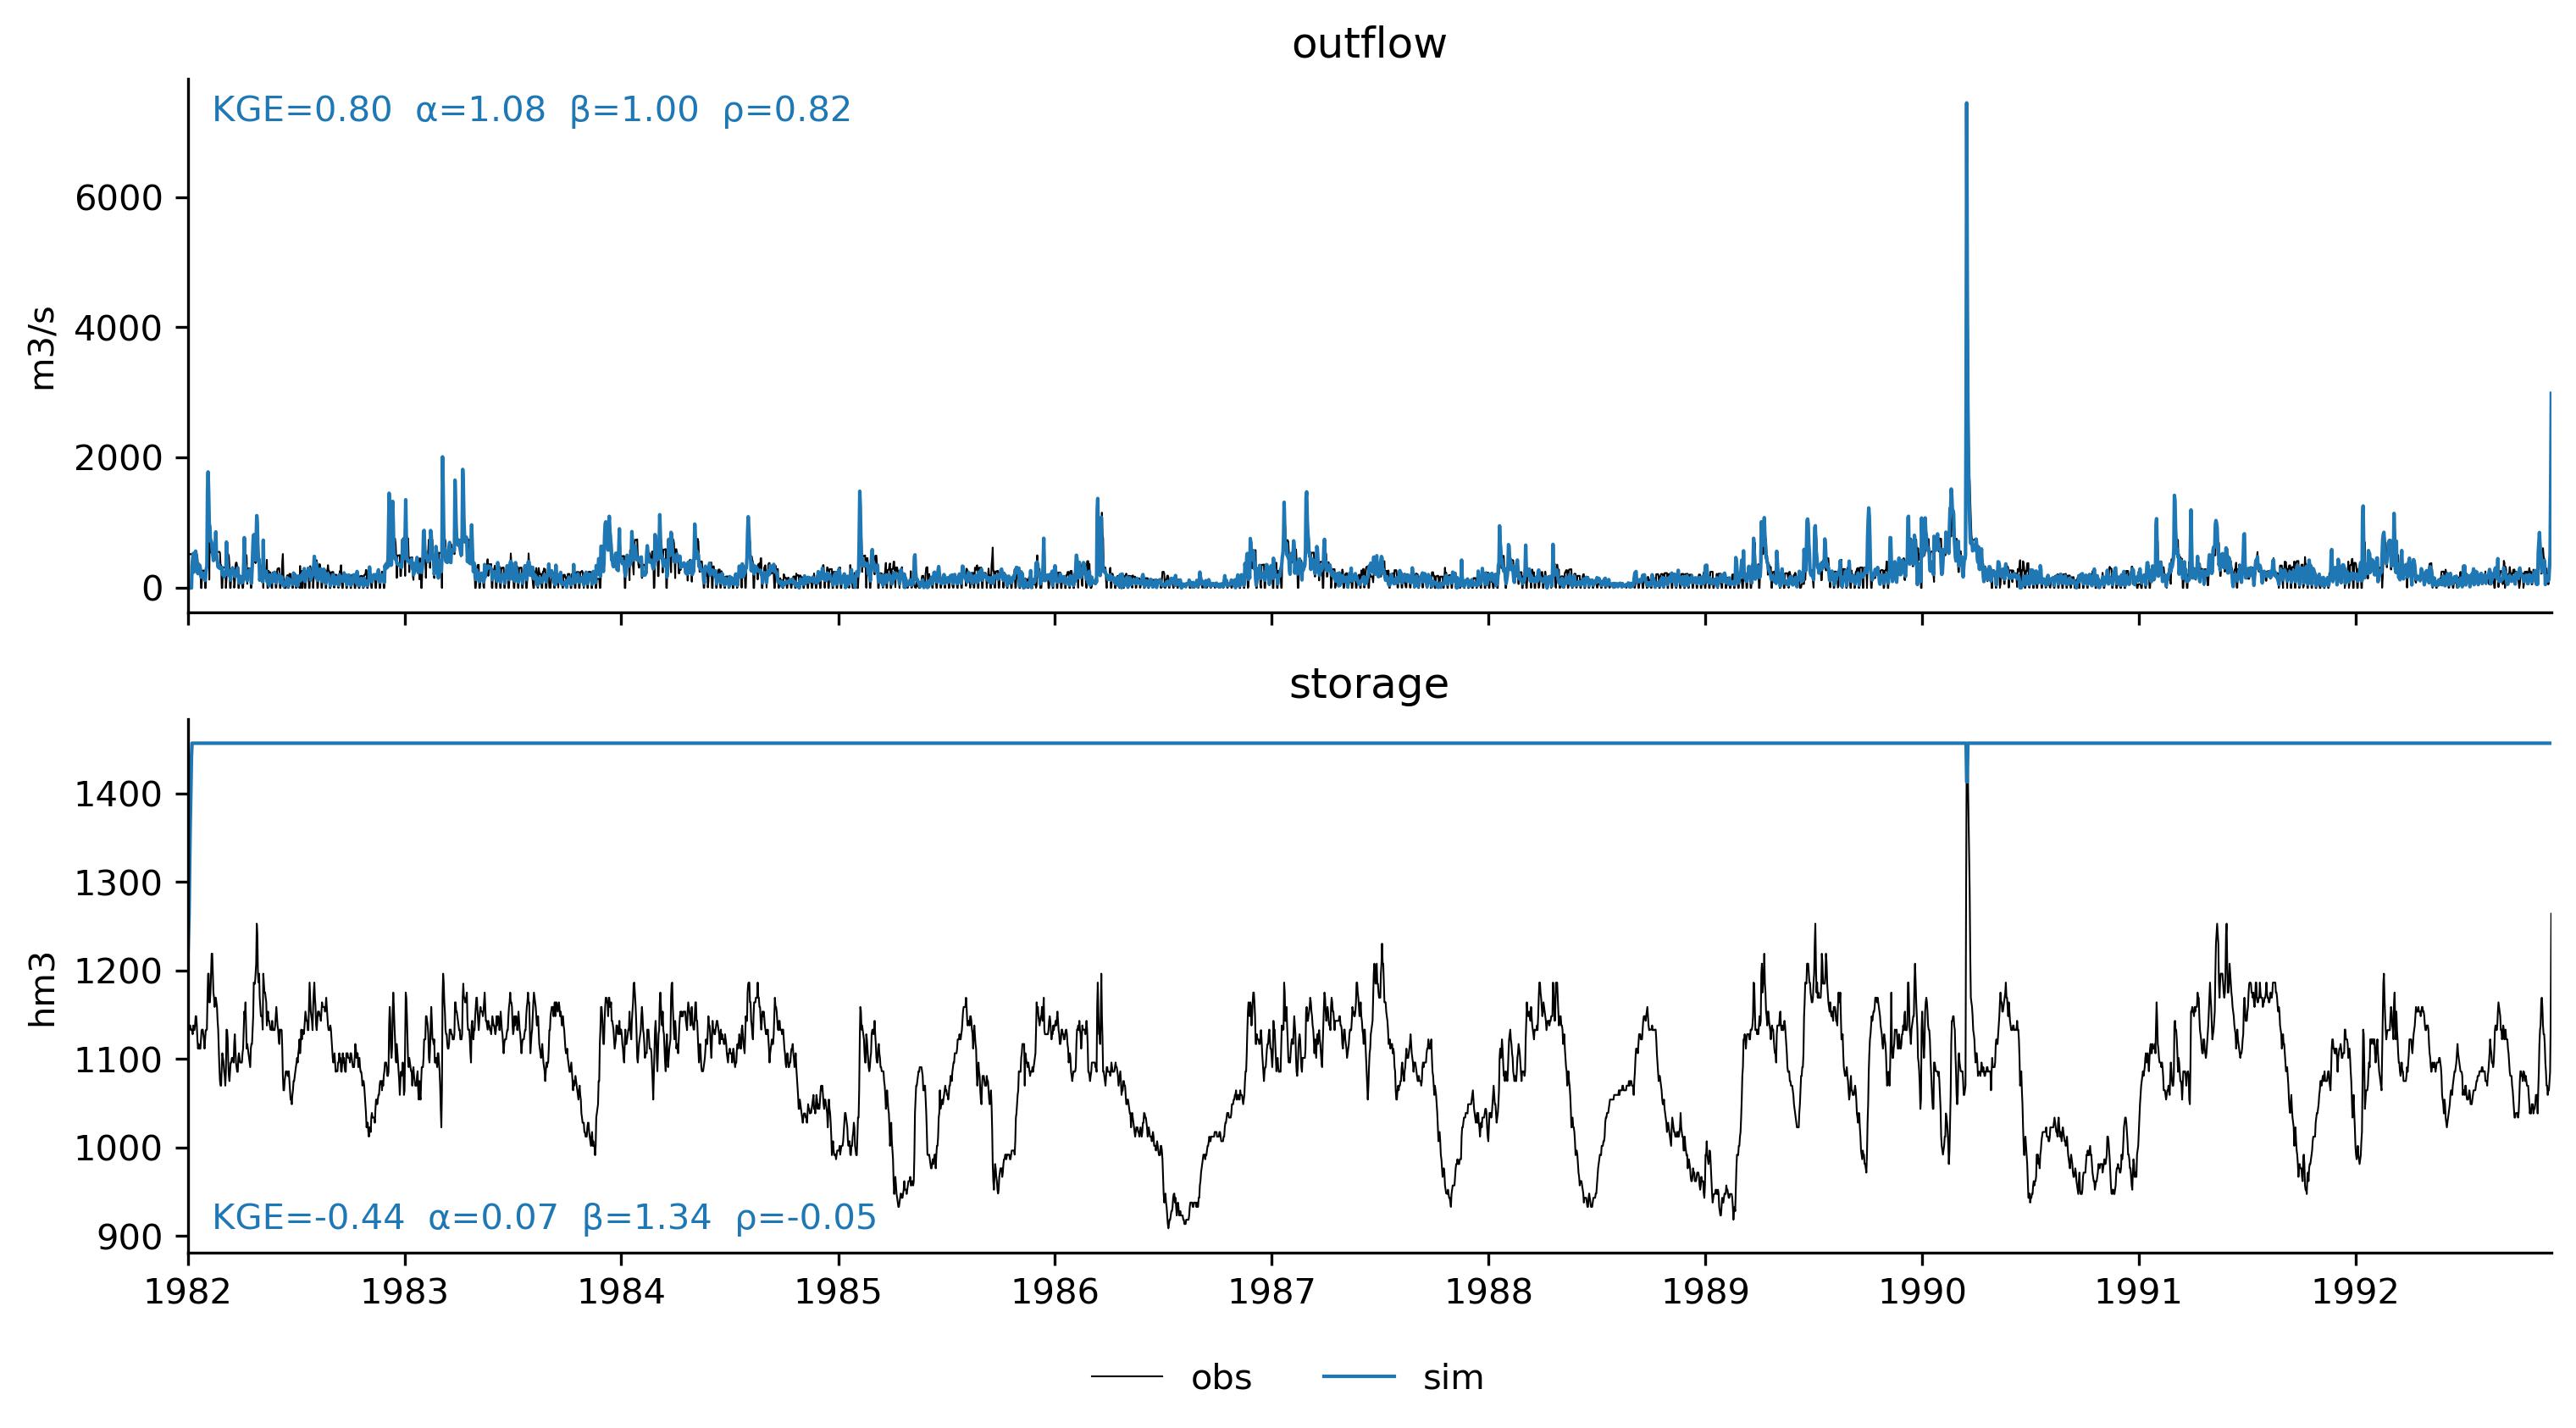 outflow
KGE=0.80 α=1.08 β=1.00 ρ=0.82
6000
4000
2000
0
m3/s
storage
1400
1300
1200
1100
1000
900
hm3
KGE=-0.44 α=0.07 β=1.34 ρ=-0.05
1982 1983 1984 1985 1986 1987 1988 1989 1990 1991 1992
obs sim